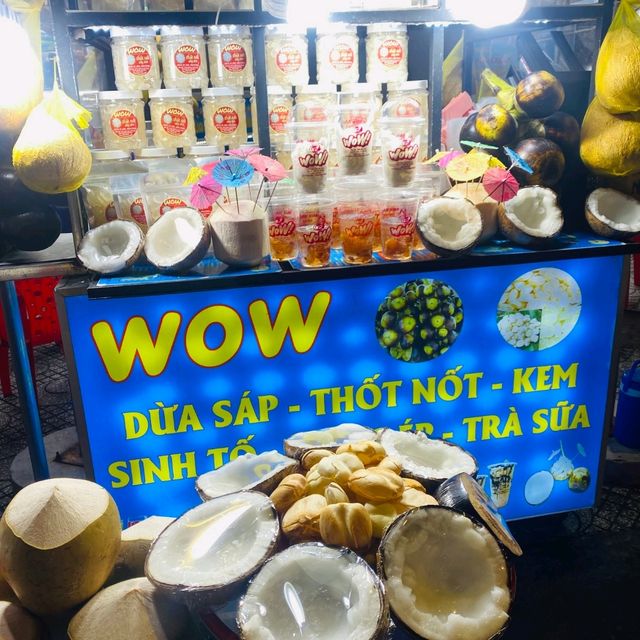 WOW
DỪA SÁP - THỐT NỐT - KEM
SINH TỐ - TRÀ SỮA